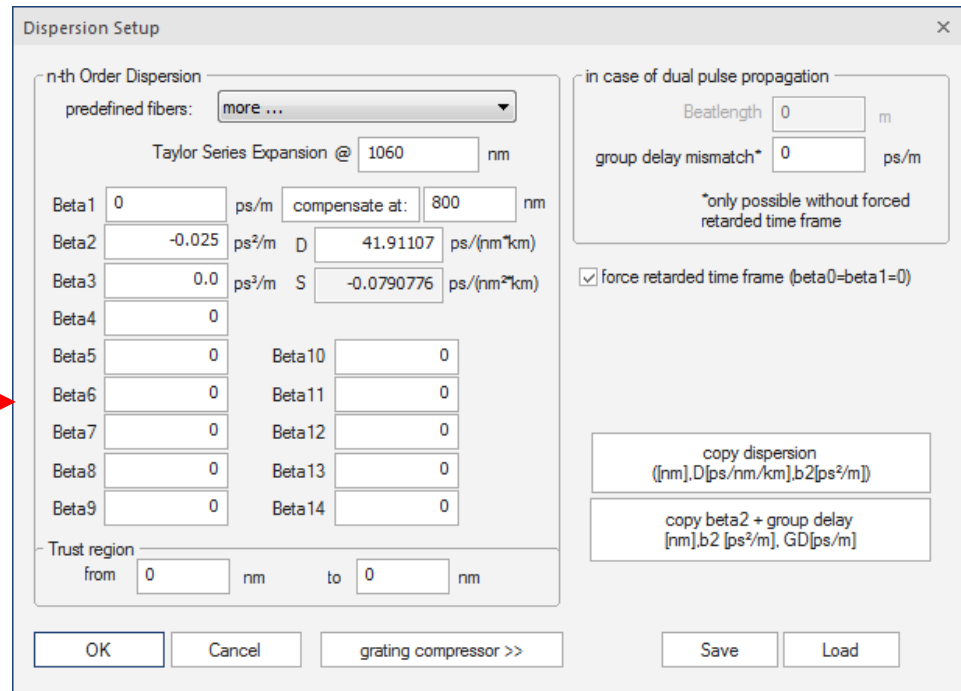 Dispersion Setup
n-th Order Dispersion
predefined fibers: more ...
Taylor Series Expansion @ 1060 nm
Beta1 0 ps/m compensate at: 800 nm
Beta2 -0.025 ps²/m D 41.91107 ps/(nm*km)
Beta3 0.0 ps³/m S -0.0790776 ps/(nm²*km)
Beta4 0
Beta5 0 Beta10 0
Beta6 0 Beta11 0
Beta7 0 Beta12 0
Beta8 0 Beta13 0
Beta9 0 Beta14 0
Trust region
from 0 nm to 0 nm
in case of dual pulse propagation
Beatlength 0 m
group delay mismatch* 0 ps/m
*only possible without forced
retarded time frame
force retarded time frame (beta0=beta1=0)
copy dispersion
([nm],D[ps/nm/km],b2[ps²/m])
copy beta2 + group delay
[nm],b2 [ps²/m], GD[ps/m]
OK Cancel grating compressor >> Save Load